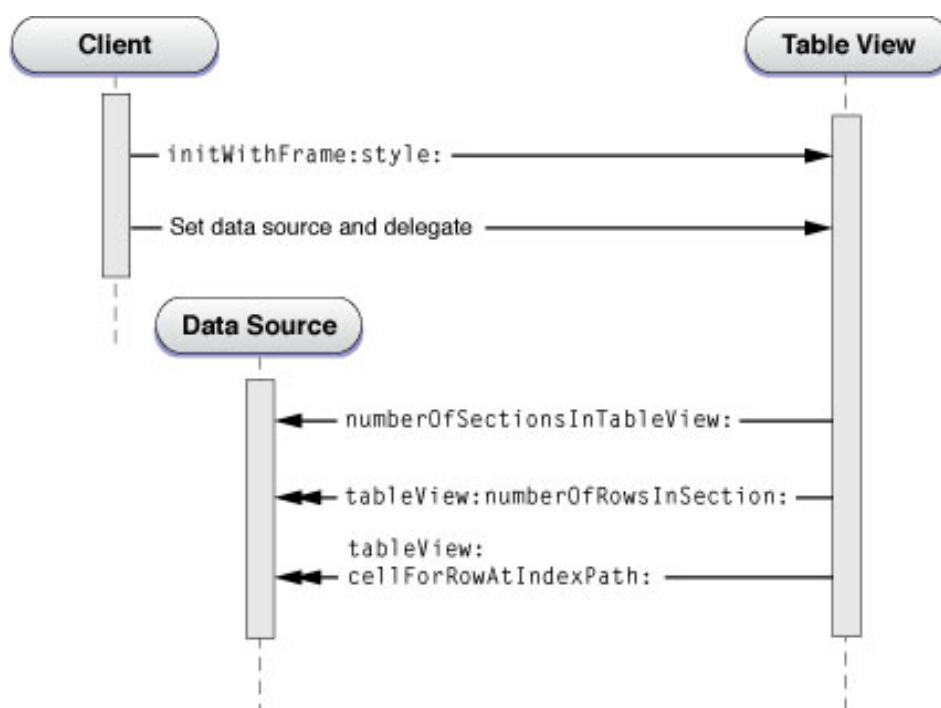 Client
Table View
initWithFrame:style:
Set data source and delegate
Data Source
numberOfSectionsInTableView:
tableView:numberOfRowsInSection:
tableView:
cellForRowAtIndexPath: